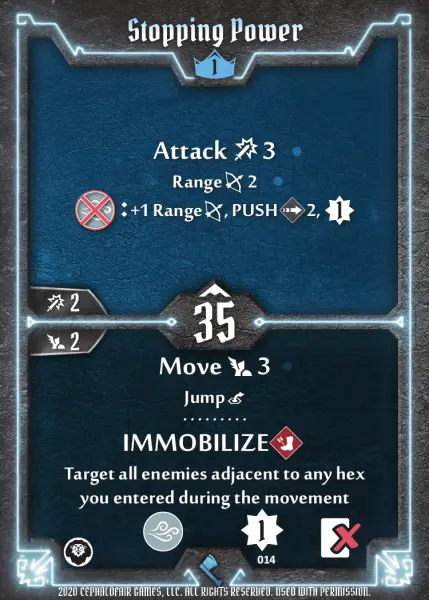 Stopping Power
1
Attack 3
Range 2
: +1 Range, PUSH 2, 1
2
35
2
Move 3
Jump
.........
IMMOBILIZE
Target all enemies adjacent to any hex
you entered during the movement
1
014
2020 CEPHALOFAIR GAMES, LLC. ALL RIGHTS RESERVED. USED WITH PERMISSION.